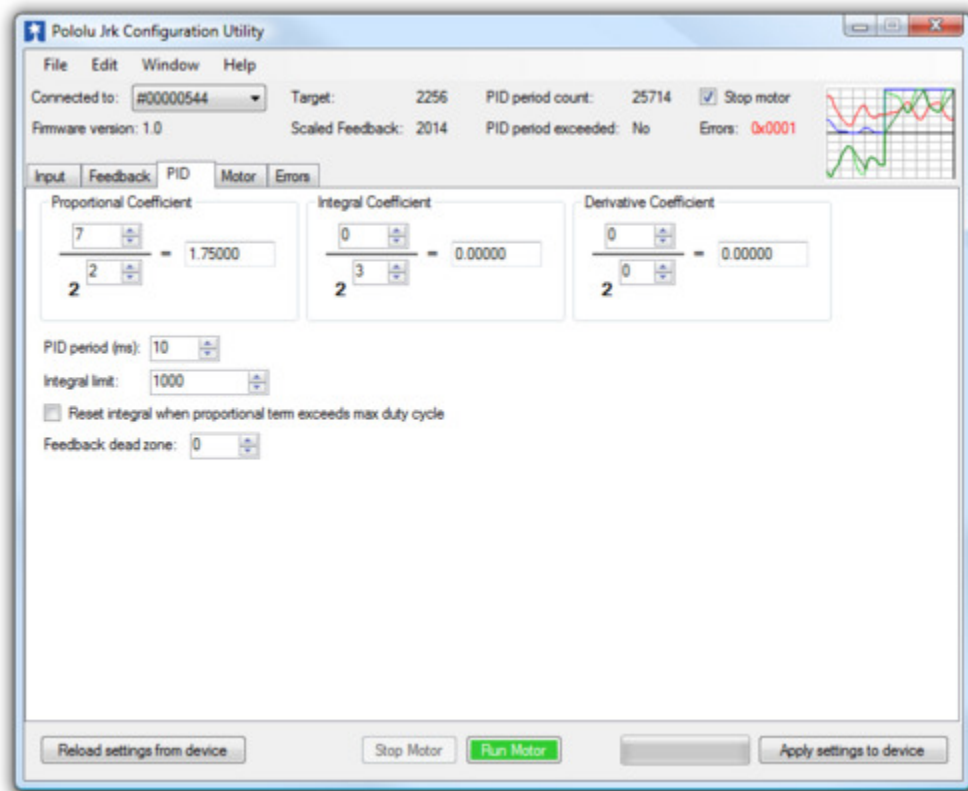 Pololu Jrk Configuration Utility
File Edit Window Help
Connected to: #00000544 Target: 2256 PID period count: 25714 Stop motor
Firmware version: 1.0 Scaled Feedback: 2014 PID period exceeded: No Errors: 0x0001
Input Feedback PID Motor Errors
Proportional Coefficient Integral Coefficient Derivative Coefficient
7 0 0
= 1.75000 = 0.00000 = 0.00000
2 2 2 3 2 0
PID period (ms): 10
Integral limit: 1000
Reset integral when proportional term exceeds max duty cycle
Feedback dead zone: 0
Reload settings from device Stop Motor Run Motor Apply settings to device